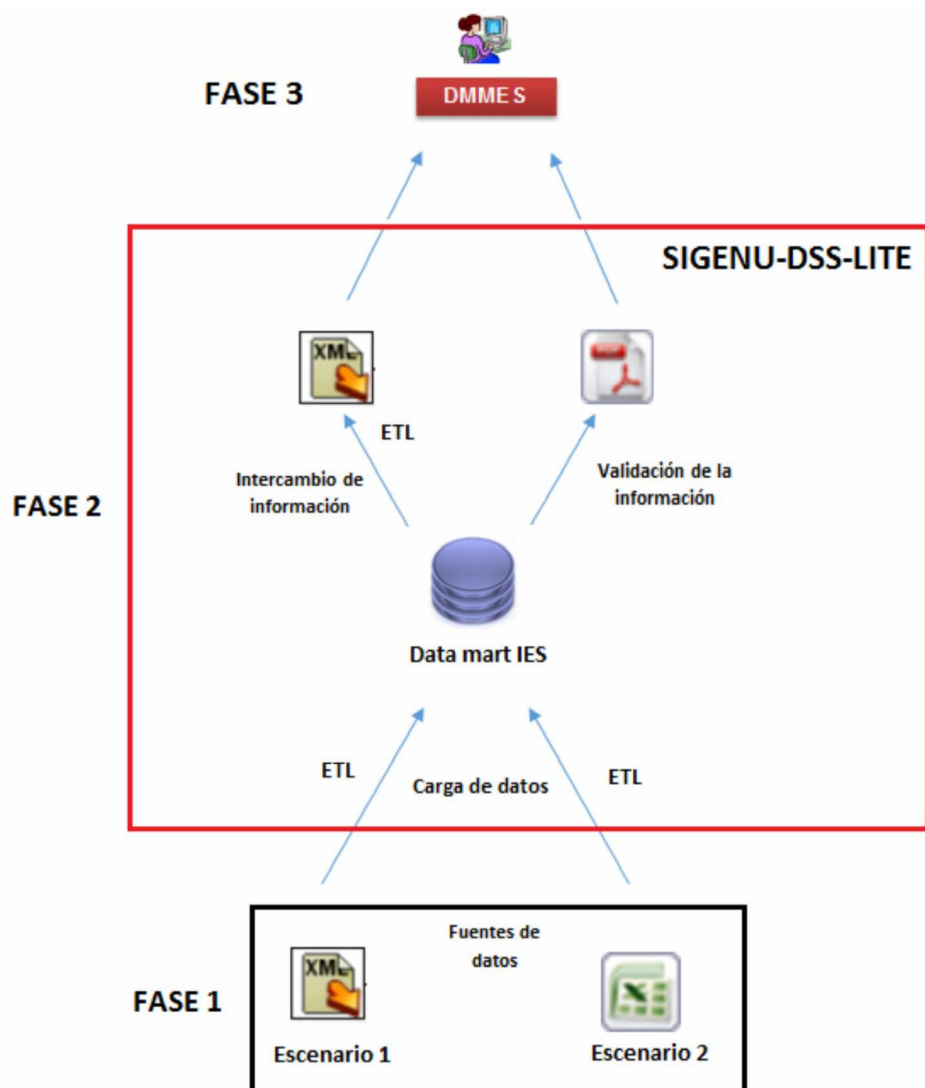 FASE 3
DMMES
SIGENU-DSS-LITE
XML
PDF
ETL
Intercambio de
información
Validación de la
información
FASE 2
Data mart IES
ETL
ETL
Carga de datos
Fuentes de
datos
XML
FASE 1
Escenario 1
Escenario 2